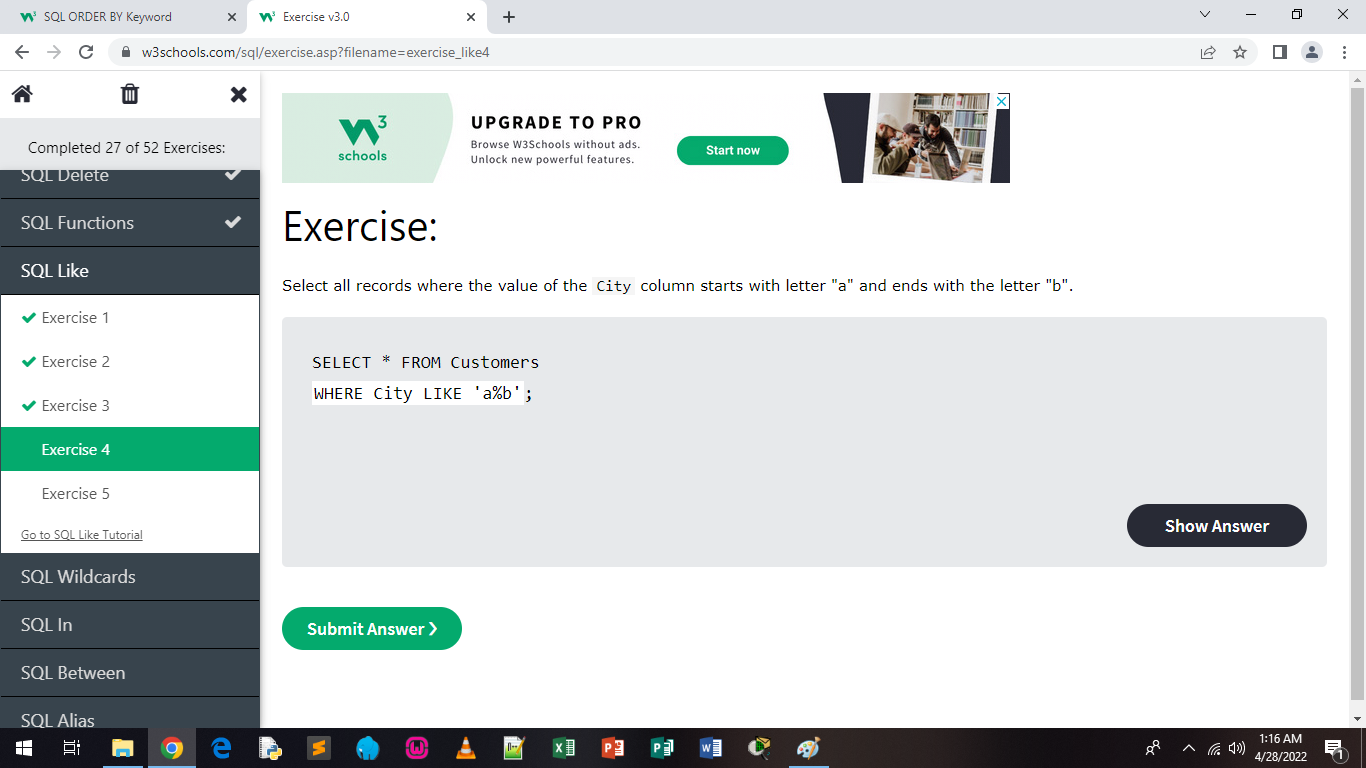 SQL ORDER BY Keyword
Exercise v3.0
w3schools.com/sql/exercise.asp?filename=exercise_like4
Completed 27 of 52 Exercises:
SQL Delete
SQL Functions
SQL Like
Exercise 1
Exercise 2
Exercise 3
Exercise 4
Exercise 5
Go to SQL Like Tutorial
SQL Wildcards
SQL In
SQL Between
SQL Alias
W3
schools
UPGRADE TO PRO
Browse W3Schools without ads.
Unlock new powerful features.
Start now
Exercise:
Select all records where the value of the City column starts with letter "a" and ends with the letter "b".
SELECT * FROM Customers
WHERE City LIKE 'a%b';
Show Answer
Submit Answer ❯
1:16 AM
4/28/2022
1